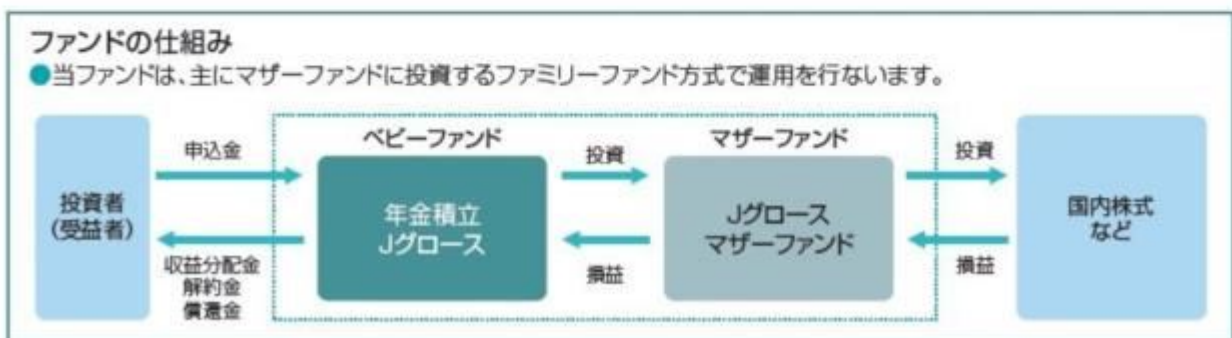 ファンドの仕組み
●当ファンドは、主にマザーファンドに投資するファミリーファンド方式で運用を行ないます。
投資者
(受益者)
申込金
収益分配金
解約金
償還金
ベビーファンド
年金積立
Jグロース
投資
損益
マザーファンド
Jグロース
マザーファンド
投資
損益
国内株式
など